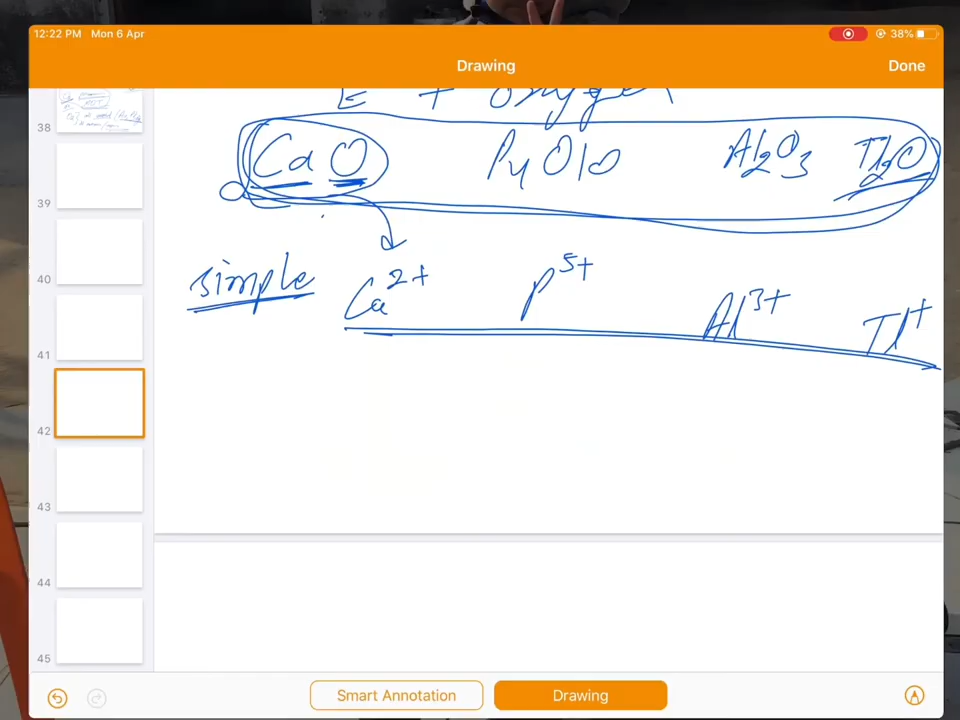 12:22 PM Mon 6 Apr
38%
Drawing
Done
E + oxygen
CaO P4O10 Al2O3 Tl2O
simple Ca2+ P5+ Al3+ Tl+
38
39
40
41
42
43
44
45
Smart Annotation
Drawing